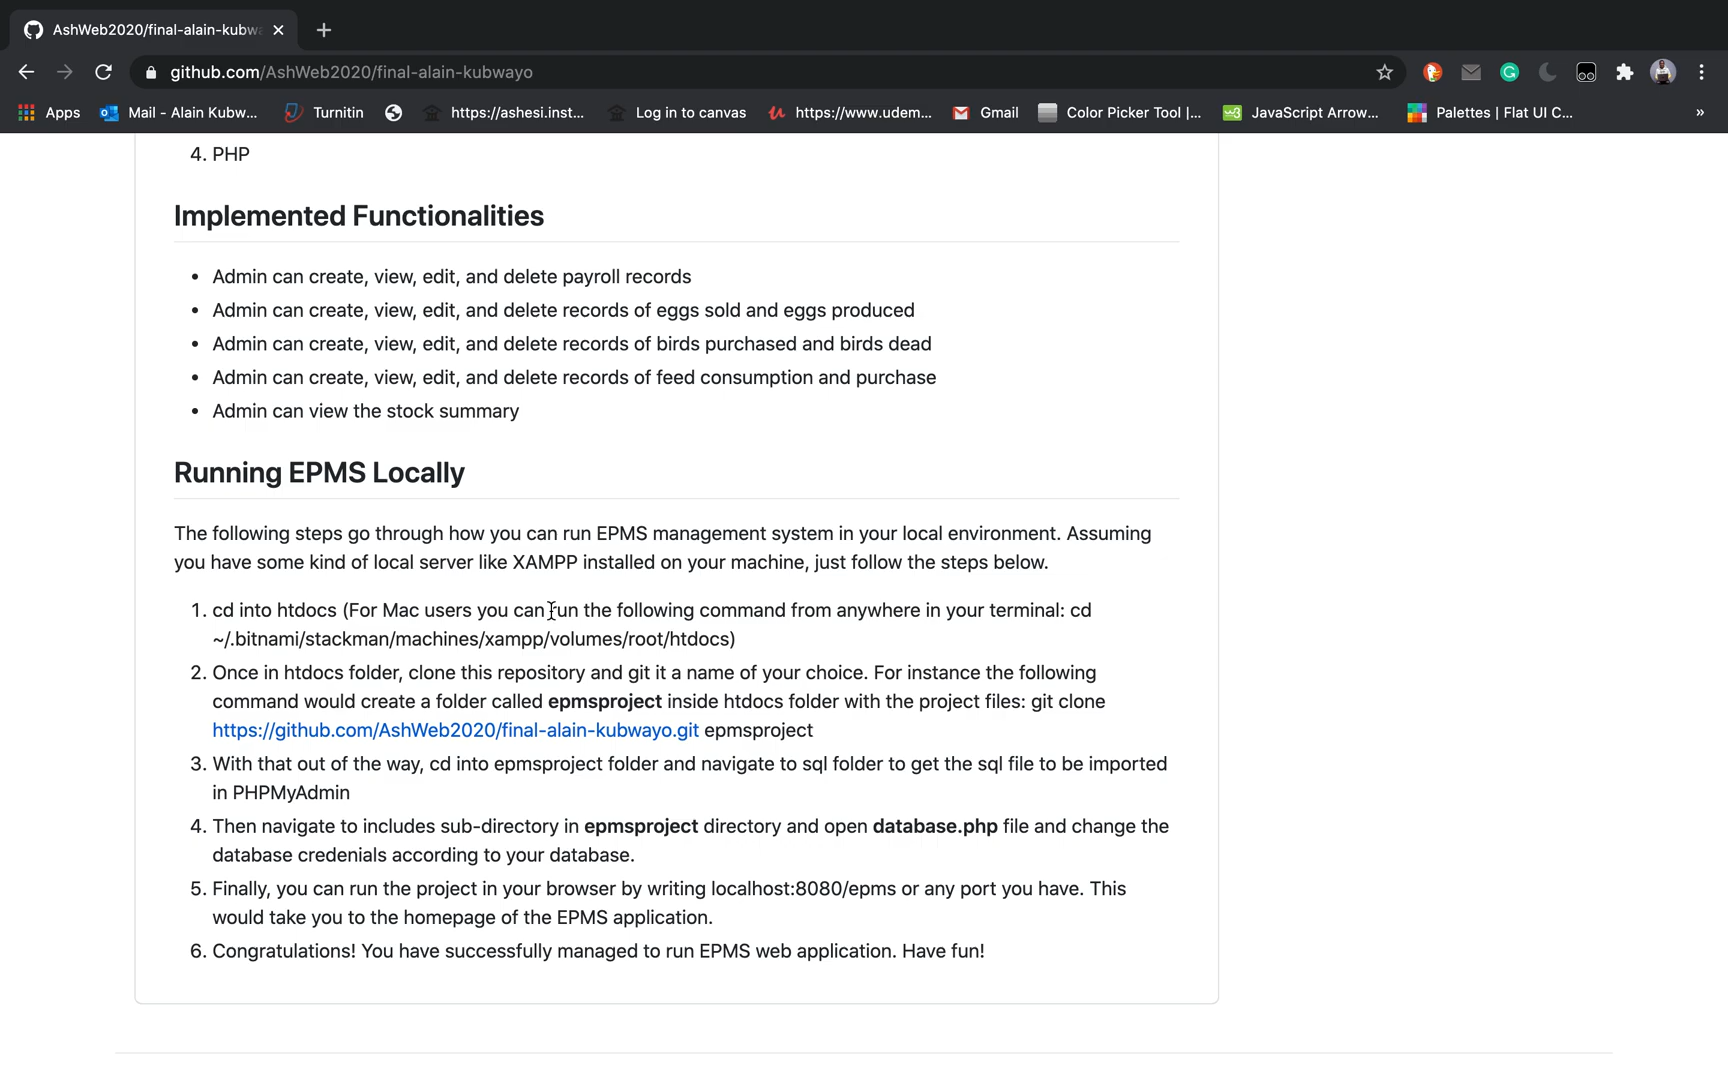 AshWeb2020/final-alain-kubw
github.com/AshWeb2020/final-alain-kubwayo
Apps Mail - Alain Kubw... Turnitin https://ashesi.inst... Log in to canvas https://www.udem... Gmail Color Picker Tool |... JavaScript Arrow... Palettes | Flat UI C... »
4. PHP
Implemented Functionalities
• Admin can create, view, edit, and delete payroll records
• Admin can create, view, edit, and delete records of eggs sold and eggs produced
• Admin can create, view, edit, and delete records of birds purchased and birds dead
• Admin can create, view, edit, and delete records of feed consumption and purchase
• Admin can view the stock summary
Running EPMS Locally
The following steps go through how you can run EPMS management system in your local environment. Assuming
you have some kind of local server like XAMPP installed on your machine, just follow the steps below.
1. cd into htdocs (For Mac users you can run the following command from anywhere in your terminal: cd
~/.bitnami/stackman/machines/xampp/volumes/root/htdocs)
2. Once in htdocs folder, clone this repository and git it a name of your choice. For instance the following
command would create a folder called epmsproject inside htdocs folder with the project files: git clone
https://github.com/AshWeb2020/final-alain-kubwayo.git epmsproject
3. With that out of the way, cd into epmsproject folder and navigate to sql folder to get the sql file to be imported
in PHPMyAdmin
4. Then navigate to includes sub-directory in epmsproject directory and open database.php file and change the
database credenials according to your database.
5. Finally, you can run the project in your browser by writing localhost:8080/epms or any port you have. This
would take you to the homepage of the EPMS application.
6. Congratulations! You have successfully managed to run EPMS web application. Have fun!